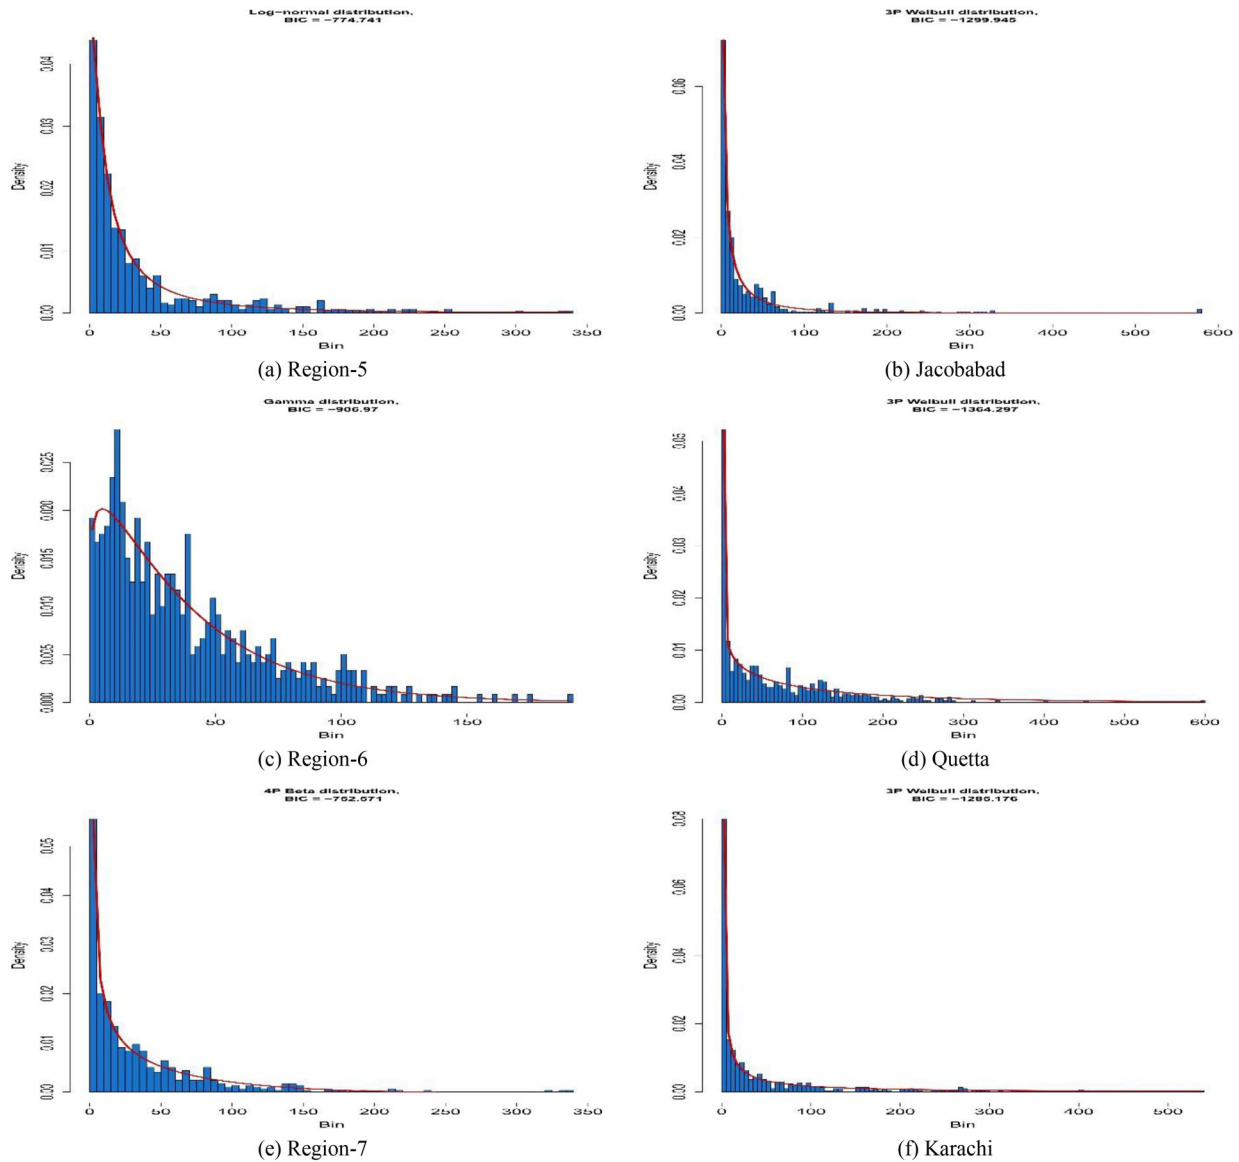 Log-normal distribution,
BIC = -774.741
Density
0.00 0.01 0.02 0.03 0.04
0 50 100 150 200 250 300 350
Bin
(a) Region-5
3P Weibull distribution,
BIC = -1299.945
Density
0.00 0.02 0.04 0.06
0 100 200 300 400 500 600
Bin
(b) Jacobabad
Gamma distribution,
BIC = -906.97
Density
0.000 0.005 0.010 0.015 0.020 0.025
0 50 100 150
Bin
(c) Region-6
3P Weibull distribution,
BIC = -1364.297
Density
0.00 0.01 0.02 0.03 0.04 0.05
0 100 200 300 400 500 600
Bin
(d) Quetta
4P Beta distribution,
BIC = -752.571
Density
0.00 0.01 0.02 0.03 0.04 0.05
0 50 100 150 200 250 300 350
Bin
(e) Region-7
3P Weibull distribution,
BIC = -1285.176
Density
0.00 0.02 0.04 0.06 0.08
0 100 200 300 400 500
Bin
(f) Karachi